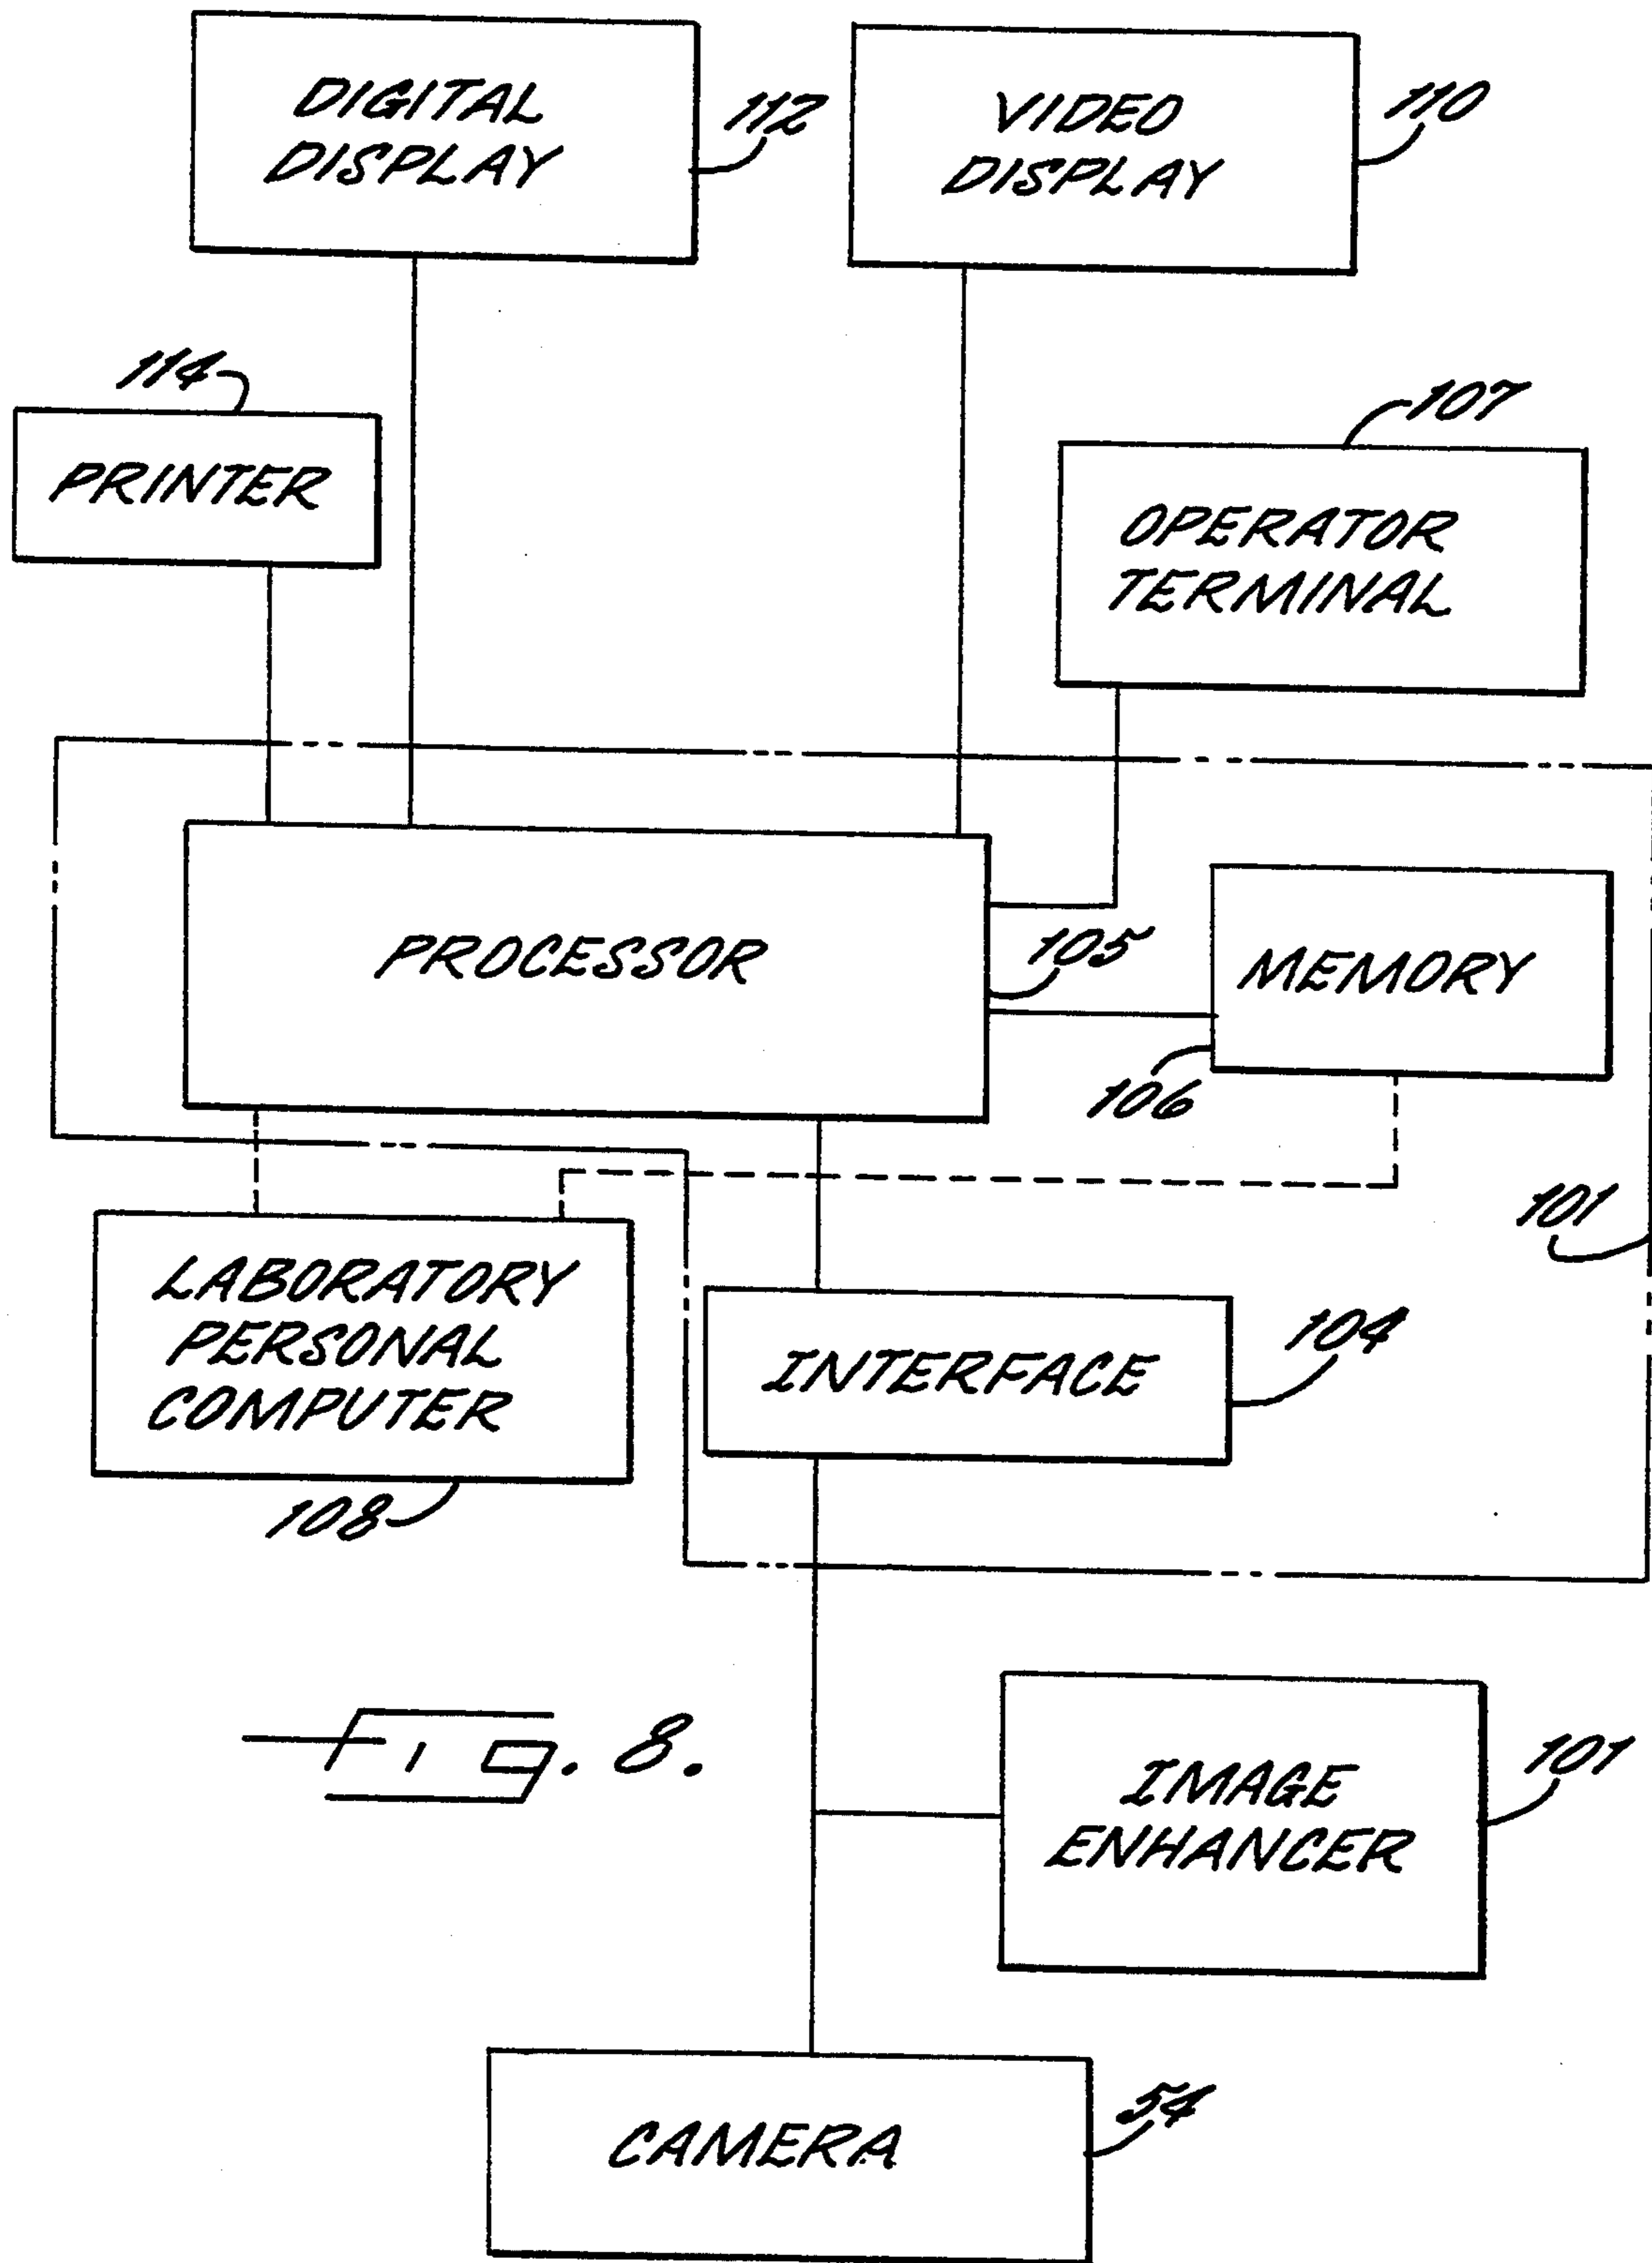 DIGITAL
DISPLAY
112
VIDEO
DISPLAY
110
114
PRINTER
107
OPERATOR
TERMINAL
PROCESSOR
105
MEMORY
106
101
LABORATORY
PERSONAL
COMPUTER
108
INTERFACE
104
Fig. 8.
IMAGE
ENHANCER
101
CAMERA
54